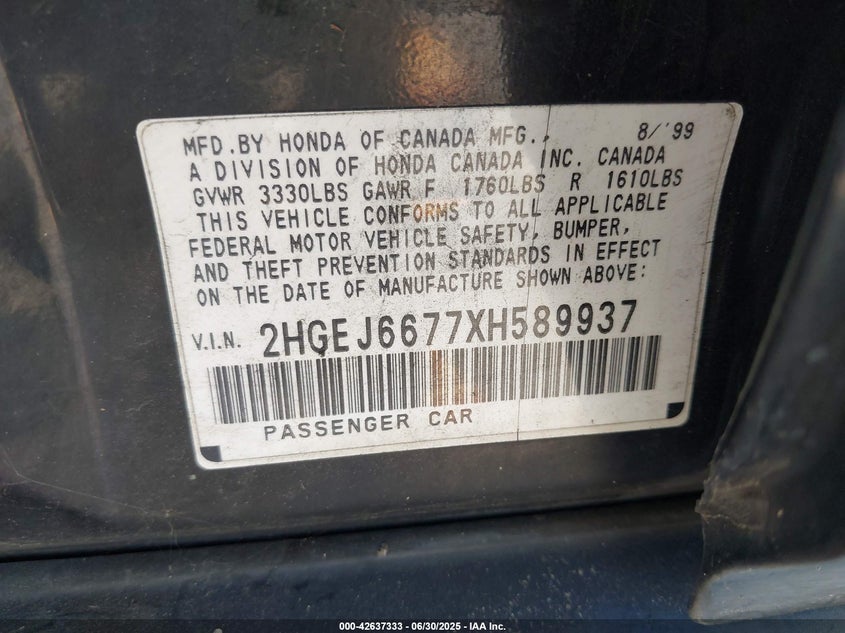 MFD.BY HONDA OF CANADA MFG., 8/'99
A DIVISION OF HONDA CANADA INC. CANADA
GVWR 3330LBS GAWR F 1760LBS R 1610LBS
THIS VEHICLE CONFORMS TO ALL APPLICABLE
FEDERAL MOTOR VEHICLE SAFETY, BUMPER,
AND THEFT PREVENTION STANDARDS IN EFFECT
ON THE DATE OF MANUFACTURE SHOWN ABOVE:
V.I.N. 2HGEJ6677XH589937
PASSENGER CAR
000-42637333 - 06/30/2025 - IAA Inc.